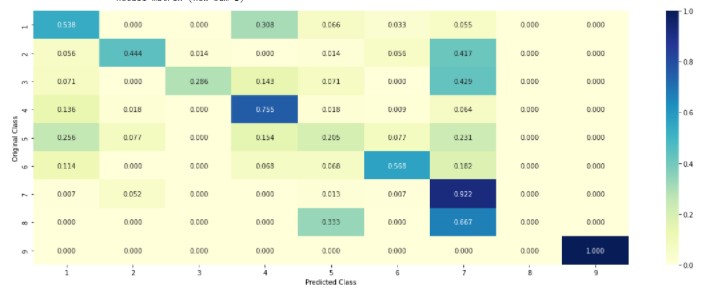 Recall matrix (Row sum=1)
1 0.538 0.000 0.000 0.308 0.066 0.033 0.055 0.000 0.000
2 0.056 0.444 0.014 0.000 0.014 0.056 0.417 0.000 0.000
3 0.071 0.000 0.286 0.143 0.071 0.000 0.429 0.000 0.000
4 0.136 0.018 0.000 0.755 0.018 0.009 0.064 0.000 0.000
5 0.256 0.077 0.000 0.154 0.205 0.077 0.231 0.000 0.000
6 0.114 0.000 0.000 0.068 0.068 0.568 0.182 0.000 0.000
7 0.007 0.052 0.000 0.000 0.013 0.007 0.922 0.000 0.000
8 0.000 0.000 0.000 0.000 0.333 0.000 0.667 0.000 0.000
9 0.000 0.000 0.000 0.000 0.000 0.000 0.000 0.000 1.000
1 2 3 4 5 6 7 8 9
Predicted Class
Original Class
1.0
0.8
0.6
0.4
0.2
0.0